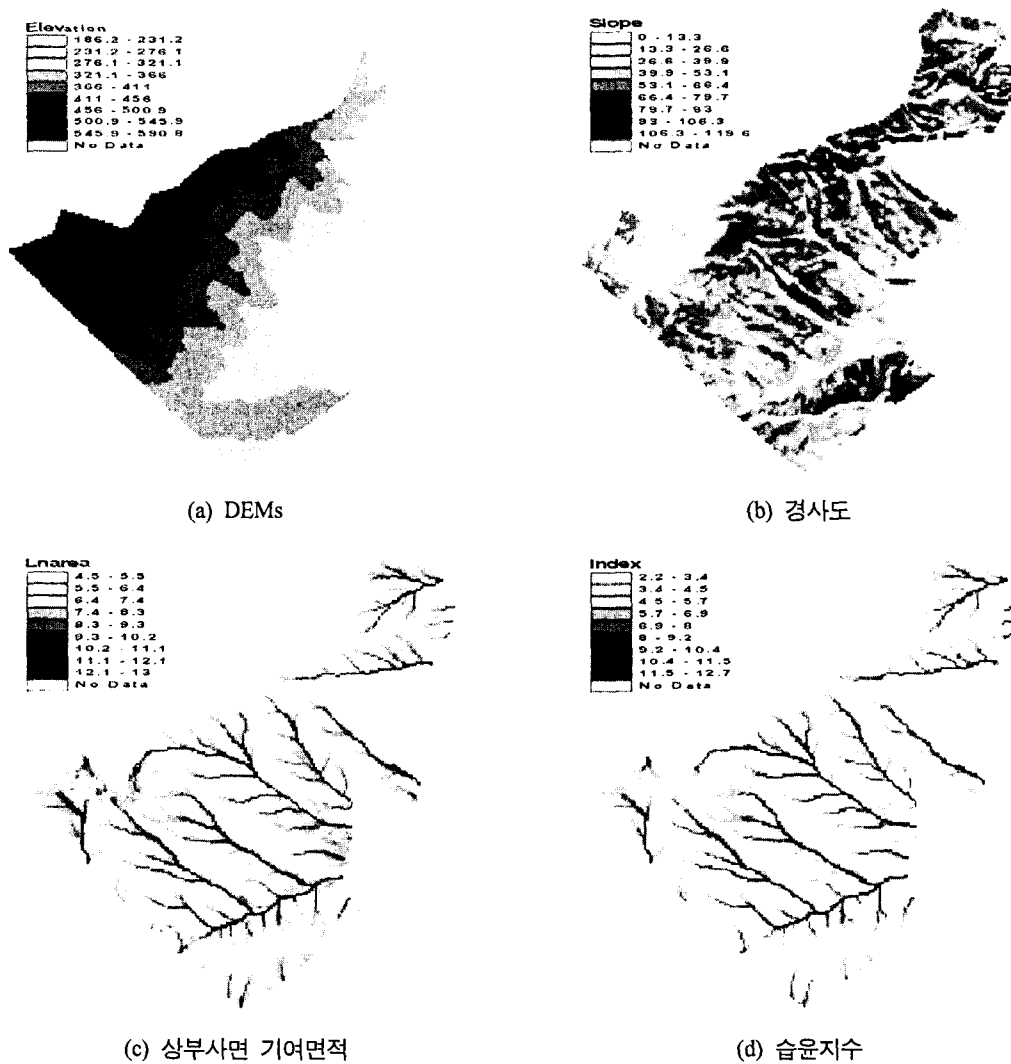 Elevation
186.2 - 231.2
231.2 - 276.1
276.1 - 321.1
321.1 - 366
366 - 411
411 - 456
456 - 500.9
500.9 - 545.9
545.9 - 590.8
No Data
(a) DEMs
Slope
0 - 13.3
13.3 - 26.6
26.6 - 39.9
39.9 - 53.1
53.1 - 66.4
66.4 - 79.7
79.7 - 93
93 - 106.3
106.3 - 119.6
No Data
(b) 경사도
Lnarea
4.5 - 5.5
5.5 - 6.4
6.4 - 7.4
7.4 - 8.3
8.3 - 9.3
9.3 - 10.2
10.2 - 11.1
11.1 - 12.1
12.1 - 13
No Data
(c) 상부사면 기여면적
Index
2.2 - 3.4
3.4 - 4.5
4.5 - 5.7
5.7 - 6.9
6.9 - 8
8 - 9.2
9.2 - 10.4
10.4 - 11.5
11.5 - 12.7
No Data
(d) 습윤지수